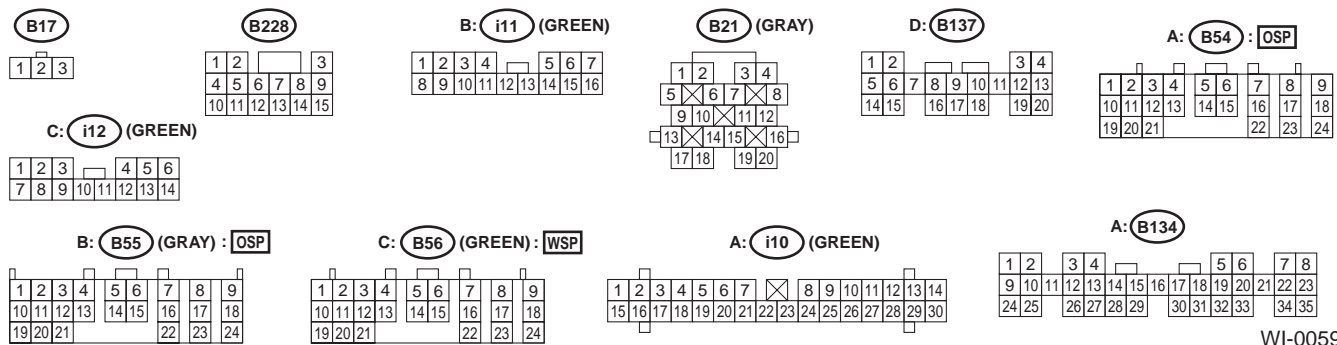 B17
1 2 3
B228
1 2 3
4 5 6 7 8 9
10 11 12 13 14 15
B: i11 (GREEN)
1 2 3 4 5 6 7
8 9 10 11 12 13 14 15 16
B21 (GRAY)
1 2 3 4
5 6 7 8
9 10 11 12
13 14 15 16
17 18 19 20
D: B137
1 2 3 4
5 6 7 8 9 10 11 12 13
14 15 16 17 18 19 20
A: B54 : OSP
1 2 3 4 5 6 7 8 9
10 11 12 13 14 15 16 17 18
19 20 21 22 23 24
C: i12 (GREEN)
1 2 3 4 5 6
7 8 9 10 11 12 13 14
B: B55 (GRAY) : OSP
1 2 3 4 5 6 7 8 9
10 11 12 13 14 15 16 17 18
19 20 21 22 23 24
C: B56 (GREEN) : WSP
1 2 3 4 5 6 7 8 9
10 11 12 13 14 15 16 17 18
19 20 21 22 23 24
A: i10 (GREEN)
1 2 3 4 5 6 7 8 9 10 11 12 13 14
15 16 17 18 19 20 21 22 23 24 25 26 27 28 29 30
A: B134
1 2 3 4 5 6 7 8
9 10 11 12 13 14 15 16 17 18 19 20 21 22 23
24 25 26 27 28 29 30 31 32 33 34 35
WI-0059